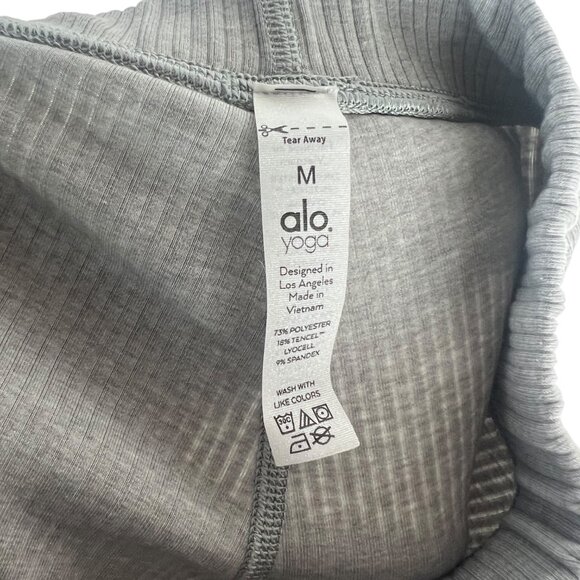 Tear Away
M
alo.
yoga
Designed in
Los Angeles
Made in
Vietnam
73% POLYESTER
18% TENCEL™
LYOCELL
9% SPANDEX
WASH WITH
LIKE COLORS
30C